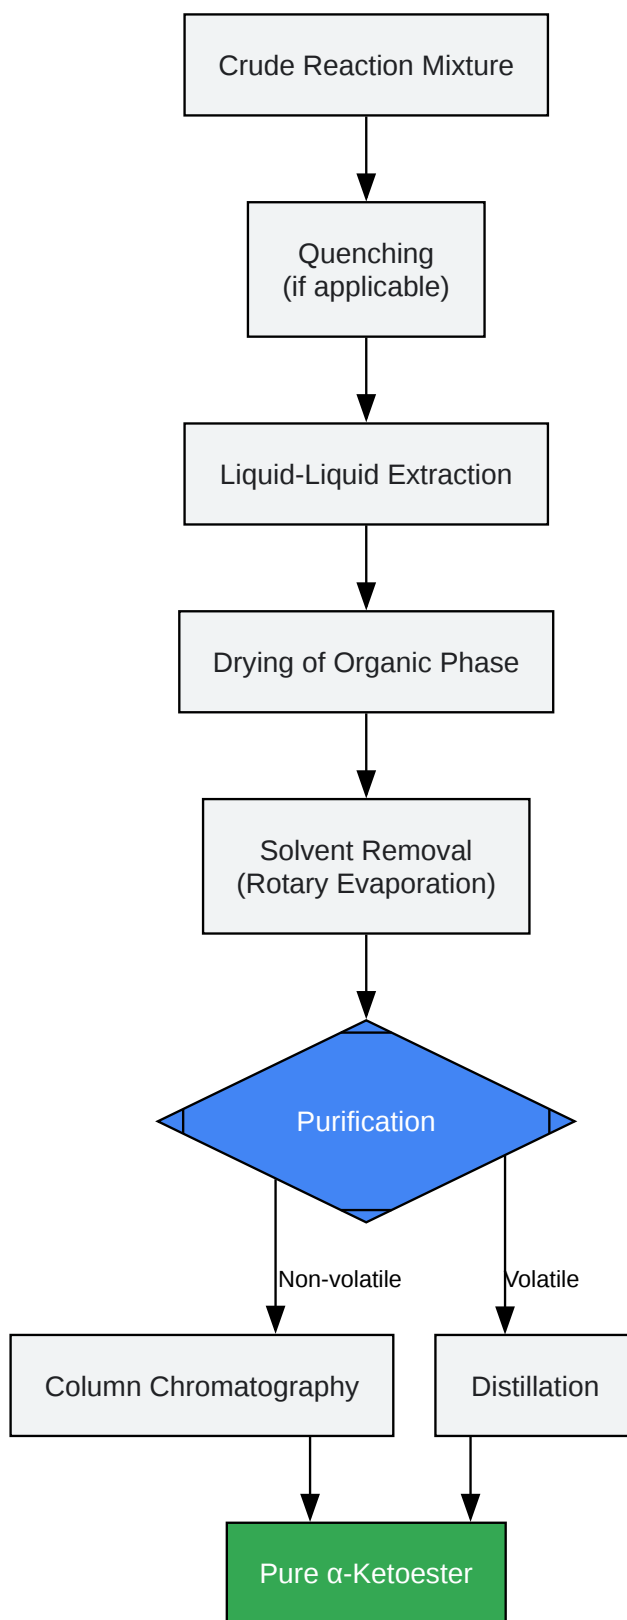 Crude Reaction Mixture
Quenching
(if applicable)
Liquid-Liquid Extraction
Drying of Organic Phase
Solvent Removal
(Rotary Evaporation)
Purification
Non-volatile
Volatile
Column Chromatography
Distillation
Pure α-Ketoester